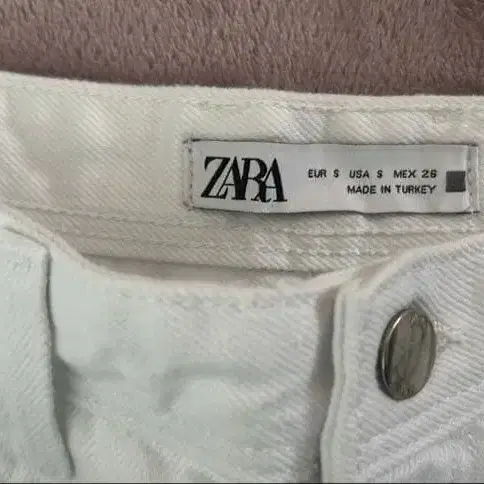 ZARA
EUR S USA S MEX 26
MADE IN TURKEY